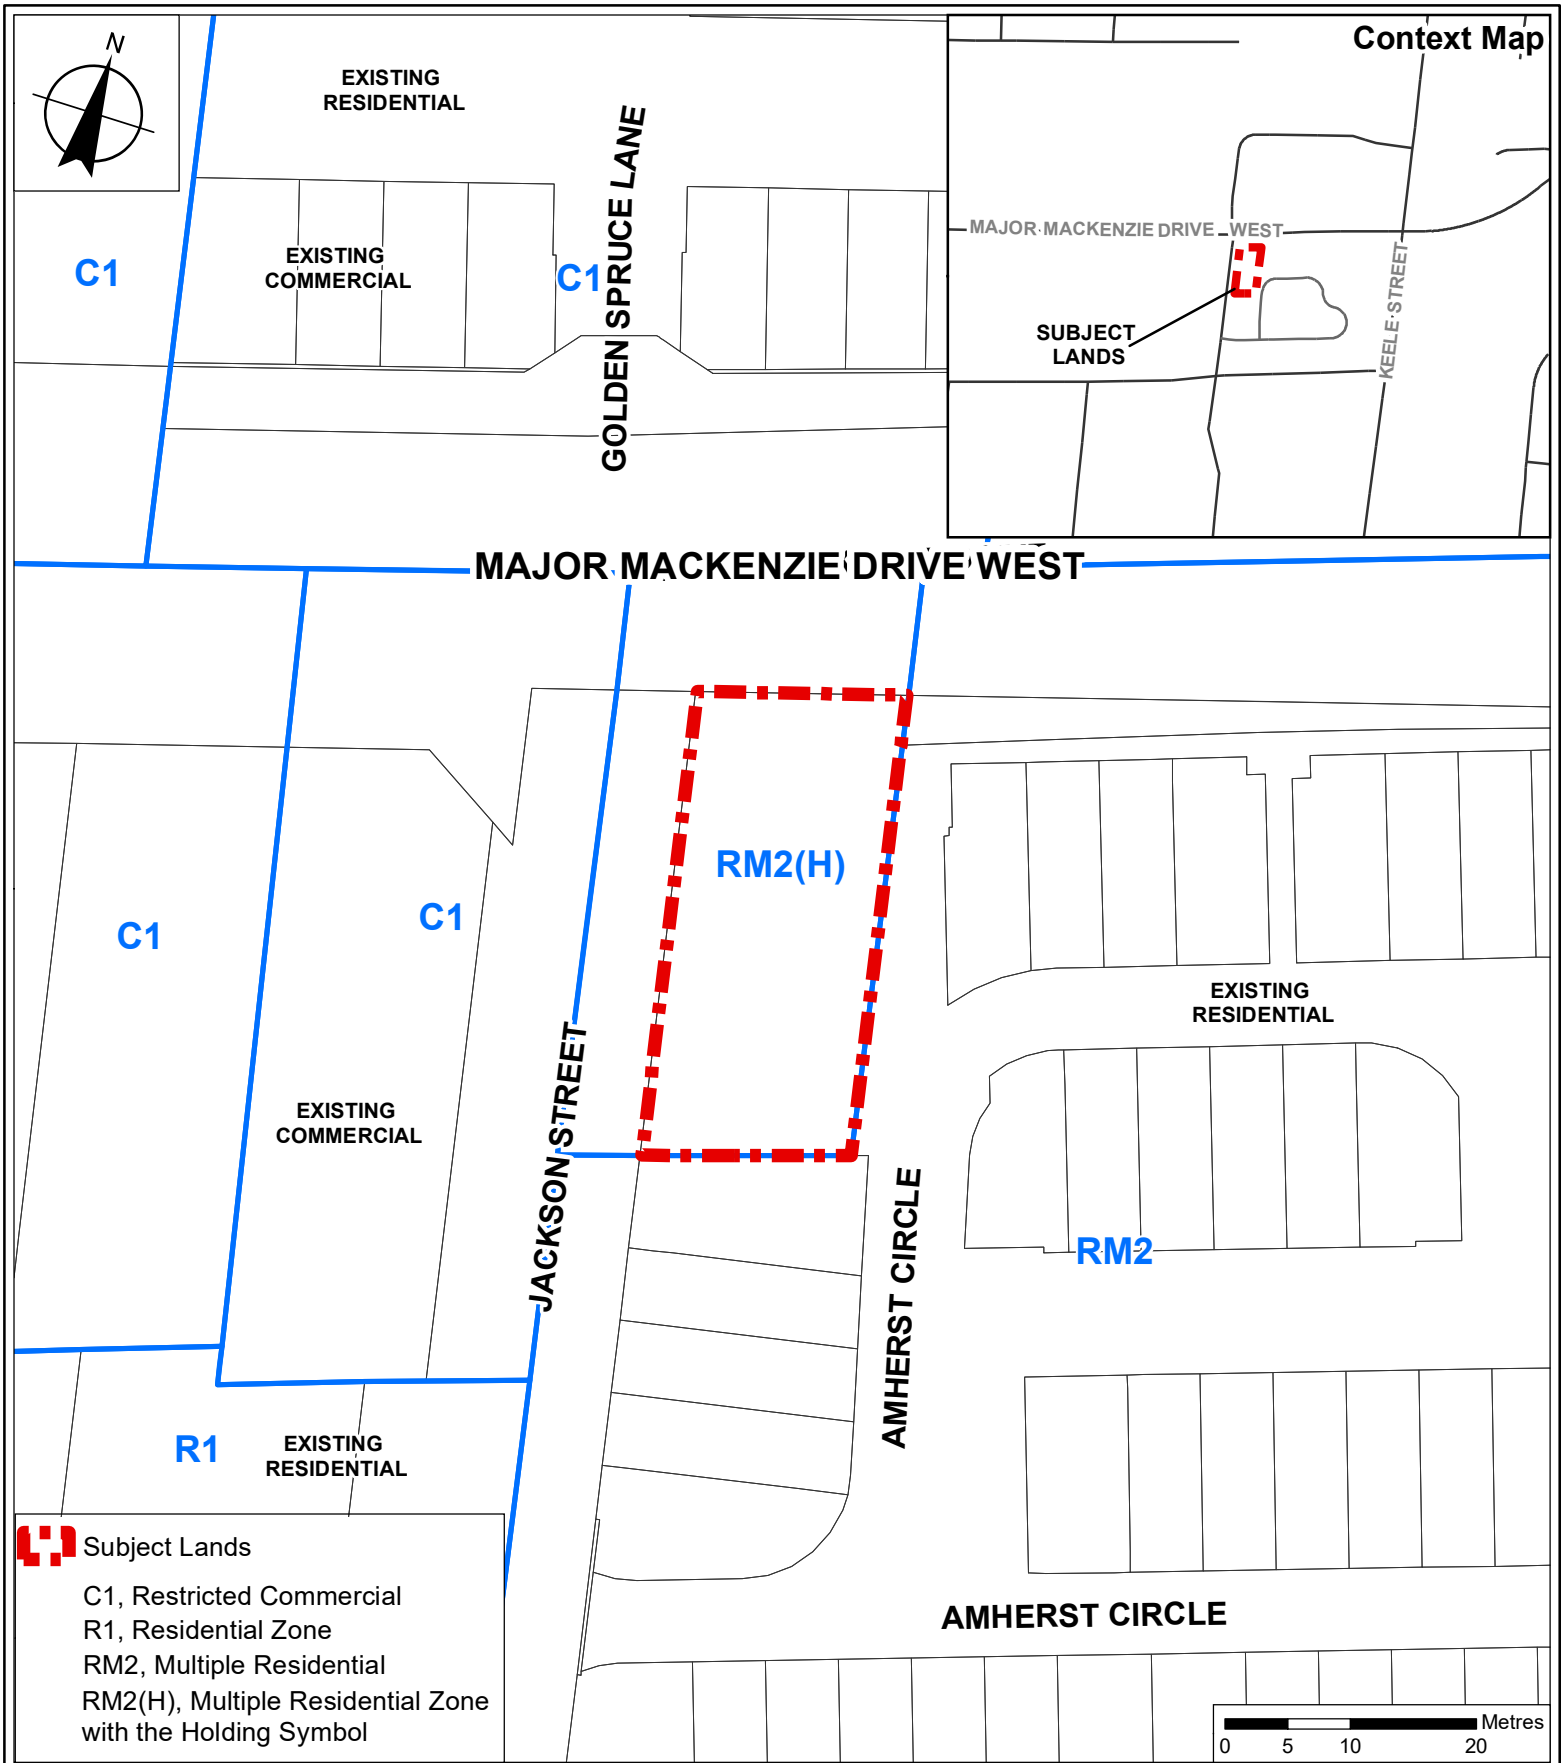 N
EXISTING
RESIDENTIAL
GOLDEN SPRUCE LANE
Context Map
MAJOR MACKENZIE DRIVE WEST
KEELE STREET
SUBJECT
LANDS
C1
EXISTING
COMMERCIAL
C1
MAJOR MACKENZIE DRIVE WEST
RM2(H)
C1
C1
EXISTING
RESIDENTIAL
JACKSON STREET
EXISTING
COMMERCIAL
AMHERST CIRCLE
RM2
R1
EXISTING
RESIDENTIAL
AMHERST CIRCLE
Subject Lands
C1, Restricted Commercial
R1, Residential Zone
RM2, Multiple Residential
RM2(H), Multiple Residential Zone
with the Holding Symbol
Metres
0 5 10 20